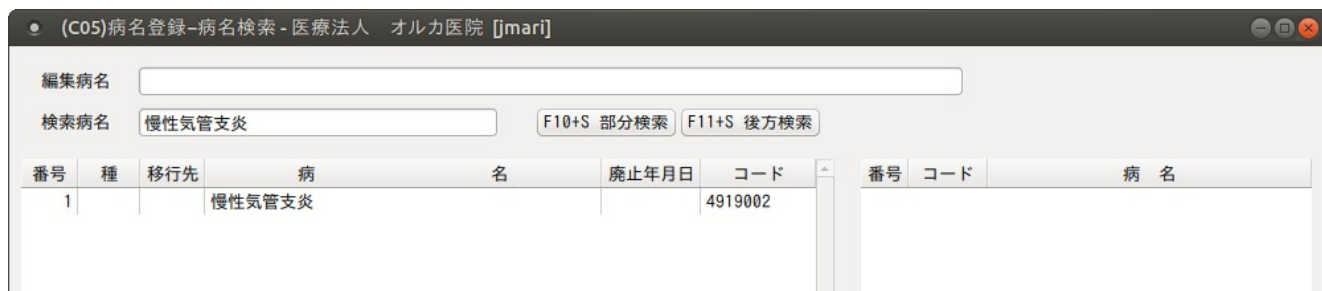 (C05)病名登録–病名検索 - 医療法人　オルカ医院 [jmari]
編集病名
検索病名 慢性気管支炎 F10+S 部分検索 F11+S 後方検索
番号 種 移行先 病 名 廃止年月日 コード 番号 コード 病 名
1 慢性気管支炎 4919002